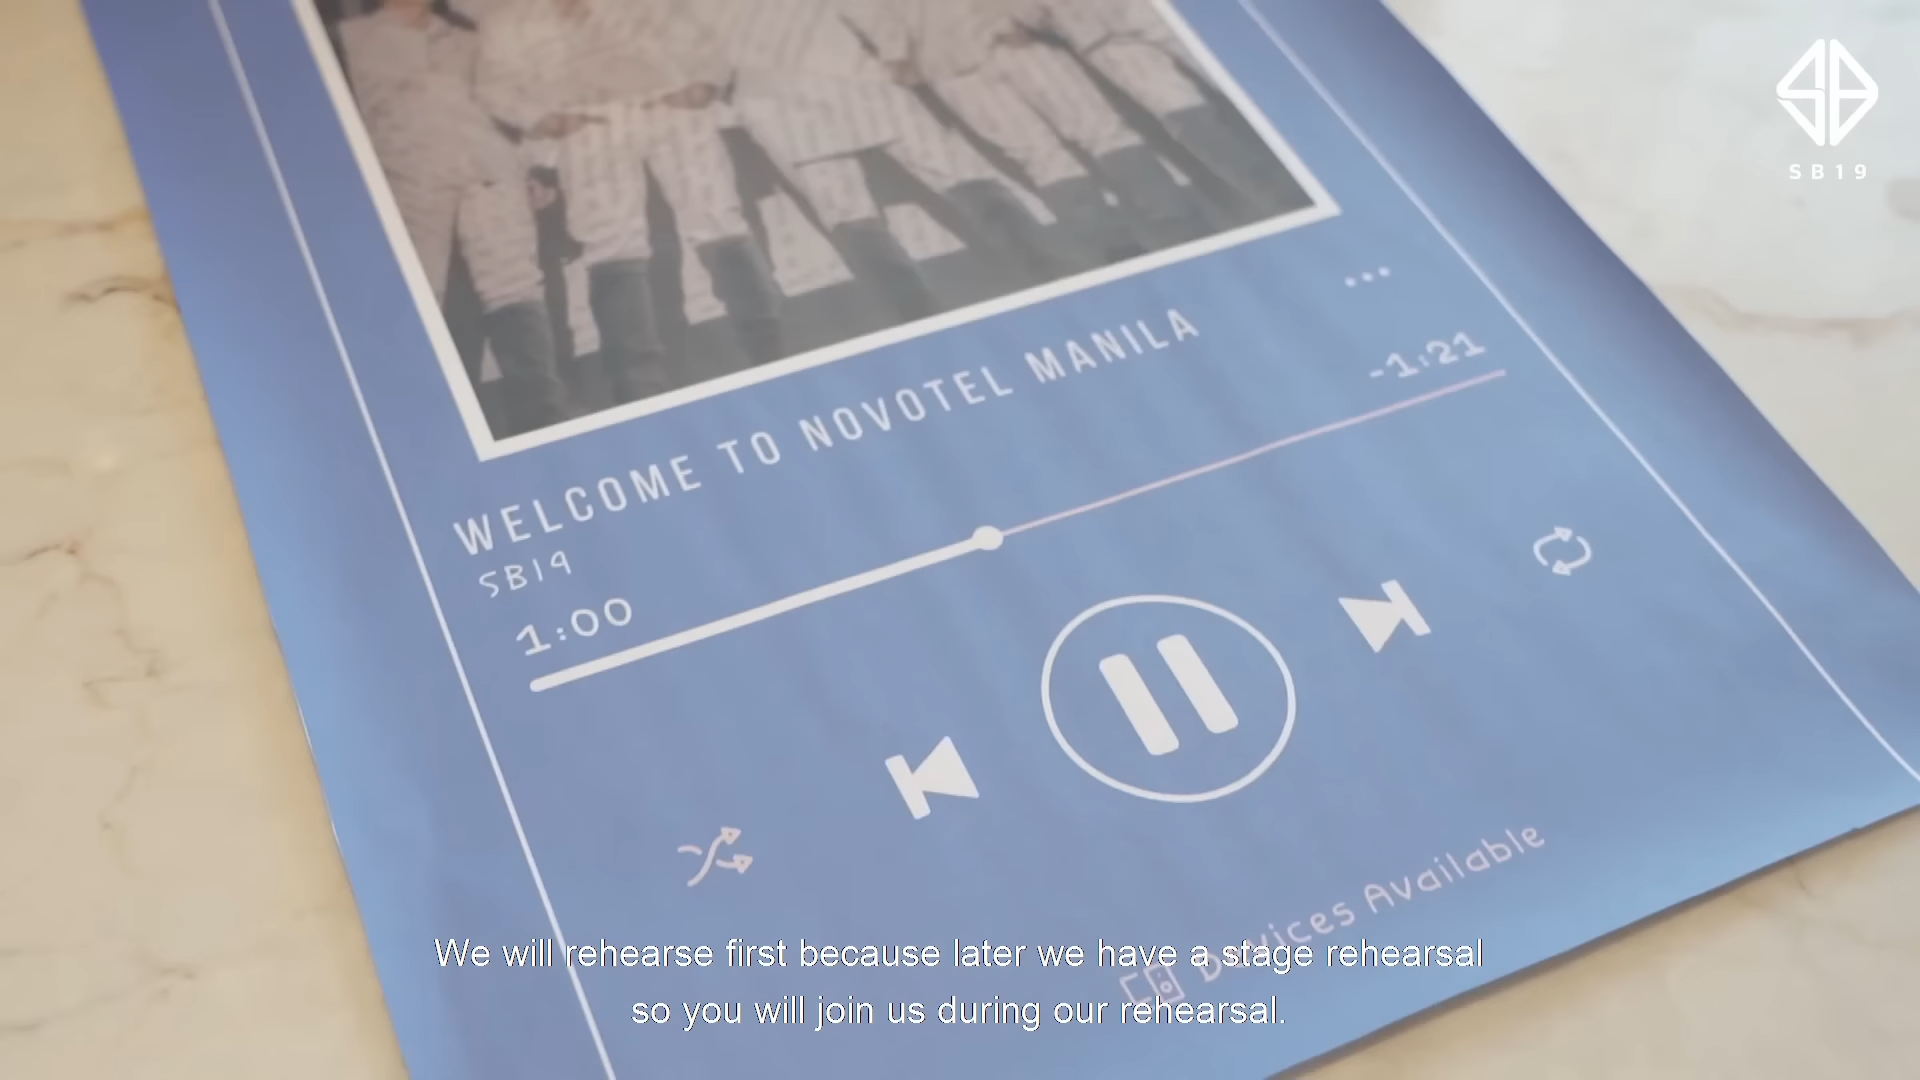 SB19
WELCOME TO NOVOTEL MANILA
SB19
1:00
-1:21
Devices Available
We will rehearse first because later we have a stage rehearsal
so you will join us during our rehearsal.